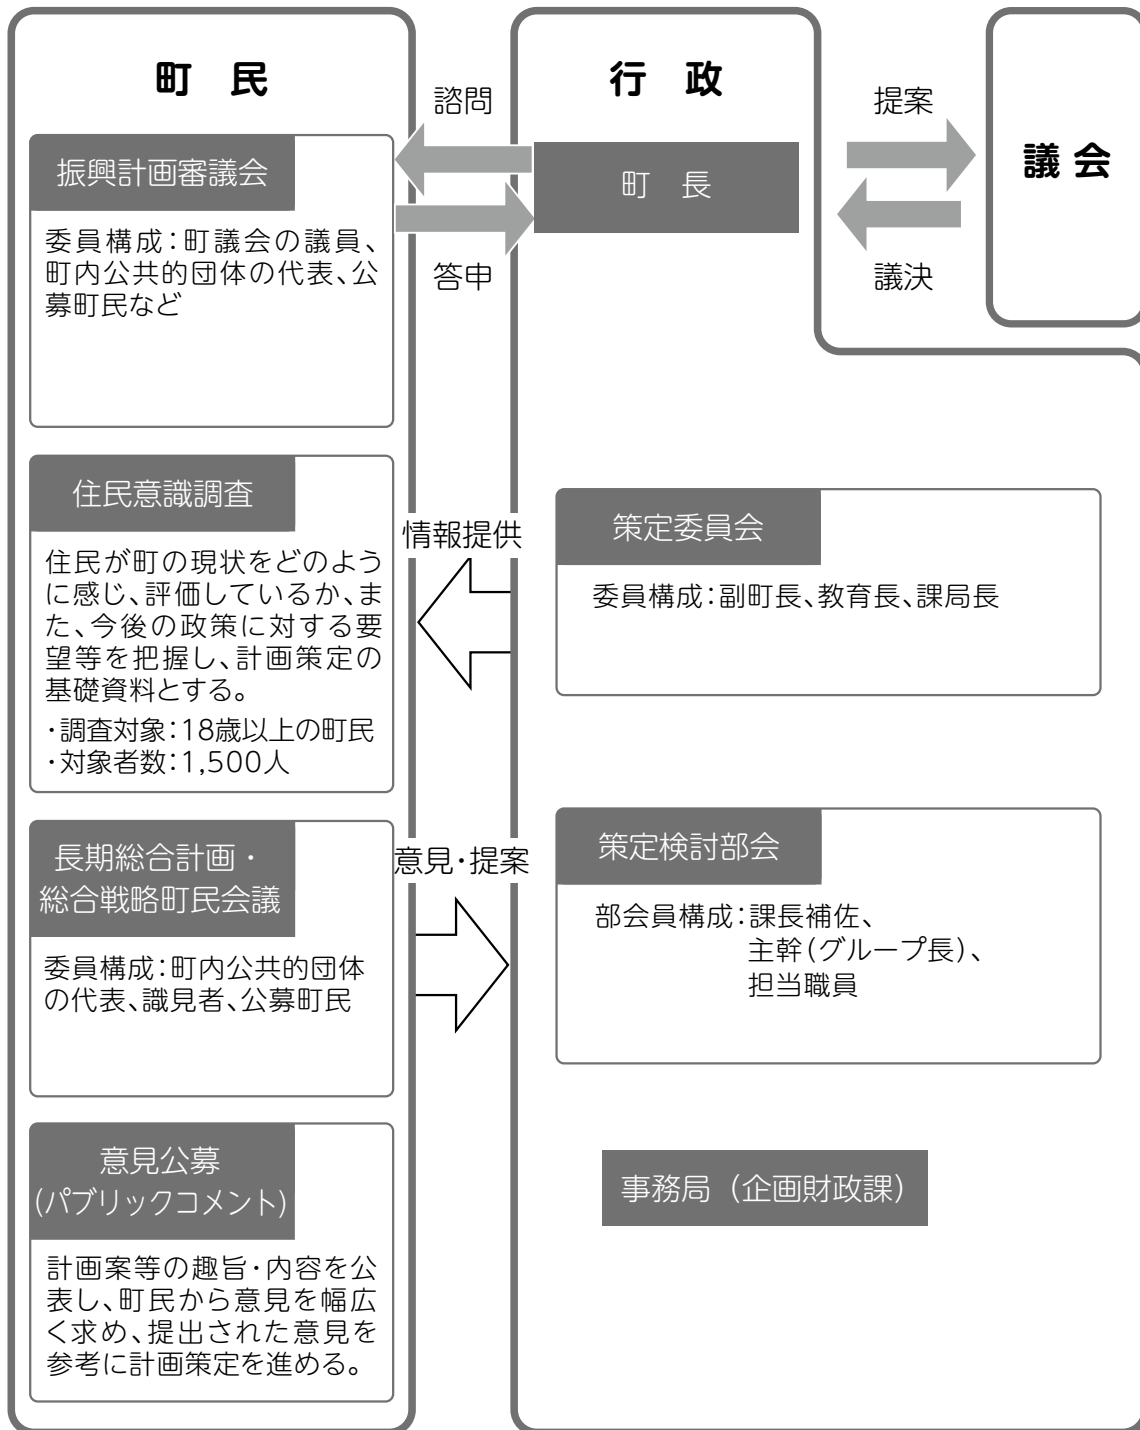 町 民
振興計画審議会
委員構成：町議会の議員、
町内公共的団体の代表、公
募町民など
住民意識調査
住民が町の現状をどのよう
に感じ、評価しているか、ま
た、今後の政策に対する要
望等を把握し、計画策定の
基礎資料とする。
・調査対象：18歳以上の町民
・対象者数：1,500人
長期総合計画・
総合戦略町民会議
委員構成：町内公共的団体
の代表、識見者、公募町民
意見公募
(パブリックコメント)
計画案等の趣旨・内容を公
表し、町民から意見を幅広
く求め、提出された意見を
参考に計画策定を進める。
諮問
答申
情報提供
意見・提案
行 政
町 長
策定委員会
委員構成：副町長、教育長、課局長
策定検討部会
部会員構成：課長補佐、
主幹(グループ長)、
担当職員
事務局（企画財政課）
提案
議決
議 会